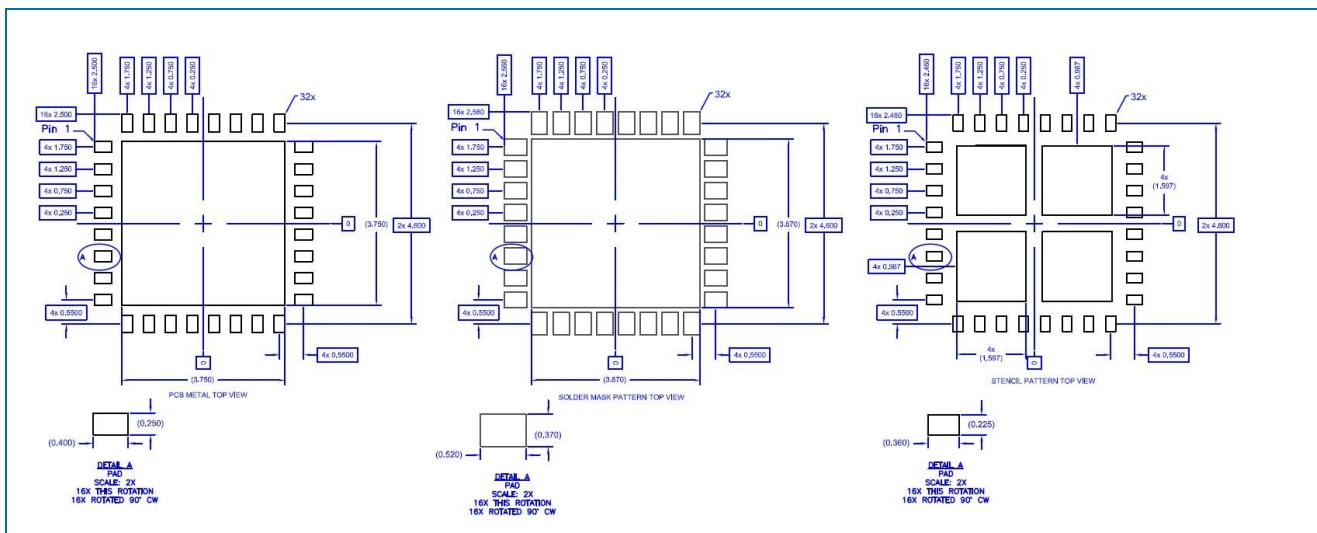 16x 2.500
4x 1.750
4x 1.250
4x 0.750
4x 0.250
32x
16x 2.500
Pin 1
4x 1.750
4x 1.250
4x 0.750
4x 0.250
0
(3.750)
2x 4.600
A
4x 0.5500
4x 0.5500
0
(3.750)
PCB METAL TOP VIEW
(0.250)
(0.400)
DETAIL A
PAD
SCALE: 2X
16X THIS ROTATION
16X ROTATED 90° CW
16x 2.560
4x 1.750
4x 1.250
4x 0.750
4x 0.250
32x
16x 2.560
Pin 1
4x 1.750
4x 1.250
4x 0.750
4x 0.250
0
(3.870)
2x 4.600
A
4x 0.5500
4x 0.5500
0
(3.870)
SOLDER MASK PATTERN TOP VIEW
(0.370)
(0.520)
DETAIL A
PAD
SCALE: 2X
16X THIS ROTATION
16X ROTATED 90° CW
16x 2.480
4x 1.750
4x 1.250
4x 0.750
4x 0.250
4x 0.987
32x
16x 2.480
Pin 1
4x 1.750
4x 1.250
4x 0.750
4x 0.250
4x
(1.597)
0
2x 4.600
A
4x 0.987
4x 0.5500
4x
(1.597)
0
4x 0.5500
STENCIL PATTERN TOP VIEW
(0.225)
(0.360)
DETAIL A
PAD
SCALE: 2X
16X THIS ROTATION
16X ROTATED 90° CW